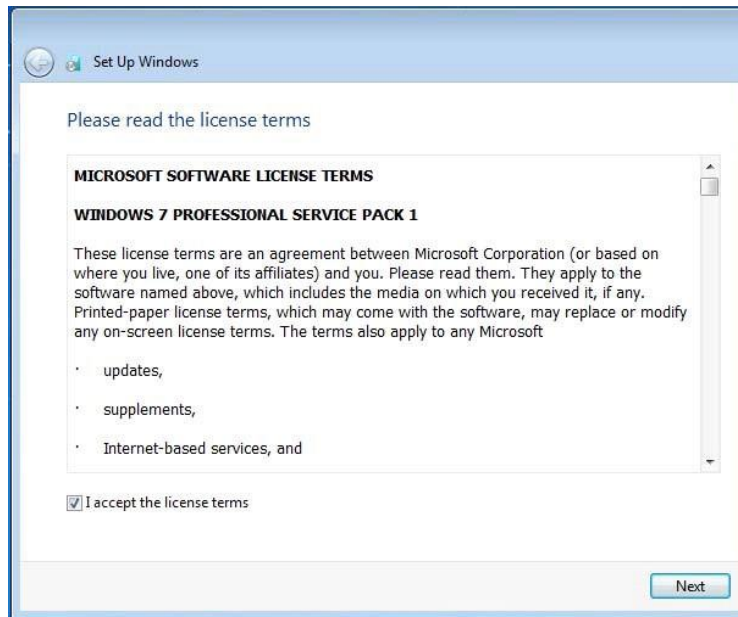 Set Up Windows
Please read the license terms
MICROSOFT SOFTWARE LICENSE TERMS
WINDOWS 7 PROFESSIONAL SERVICE PACK 1
These license terms are an agreement between Microsoft Corporation (or based on
where you live, one of its affiliates) and you. Please read them. They apply to the
software named above, which includes the media on which you received it, if any.
Printed-paper license terms, which may come with the software, may replace or modify
any on-screen license terms. The terms also apply to any Microsoft
· updates,
· supplements,
· Internet-based services, and
I accept the license terms
Next